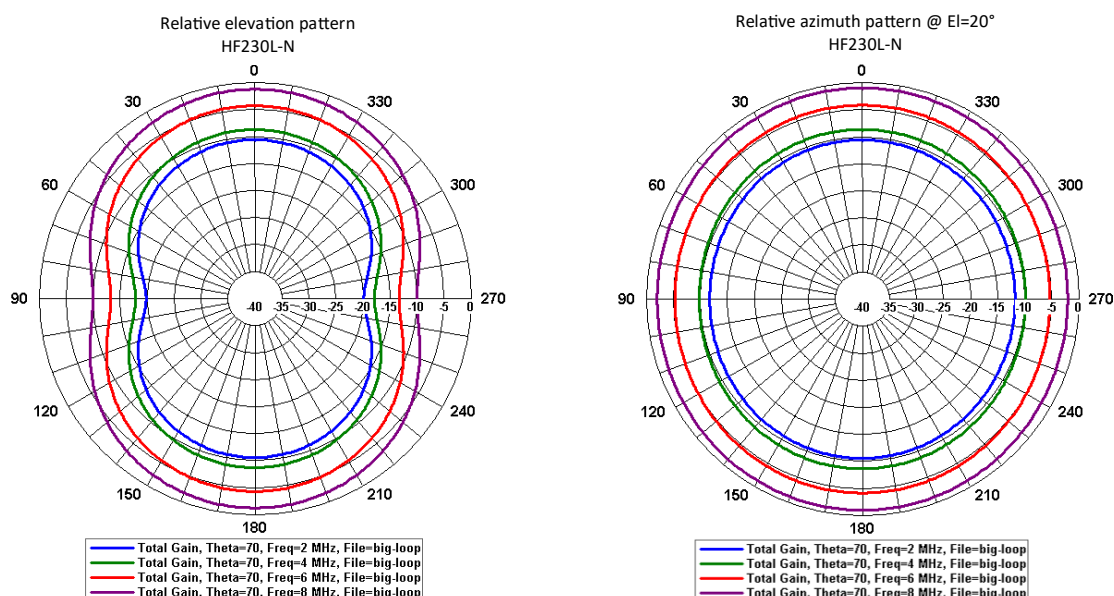 Relative elevation pattern
HF230L-N
0
30 330
60 300
90 -40 -35 -30 -25 -20 -15 -10 -5 0 270
120 240
150 210
180
Total Gain, Theta=70, Freq=2 MHz, File=big-loop
Total Gain, Theta=70, Freq=4 MHz, File=big-loop
Total Gain, Theta=70, Freq=6 MHz, File=big-loop
Total Gain, Theta=70, Freq=8 MHz, File=big-loop
Relative azimuth pattern @ El=20°
HF230L-N
0
30 330
60 300
90 -40 -35 -30 -25 -20 -15 -10 -5 0 270
120 240
150 210
180
Total Gain, Theta=70, Freq=2 MHz, File=big-loop
Total Gain, Theta=70, Freq=4 MHz, File=big-loop
Total Gain, Theta=70, Freq=6 MHz, File=big-loop
Total Gain, Theta=70, Freq=8 MHz, File=big-loop